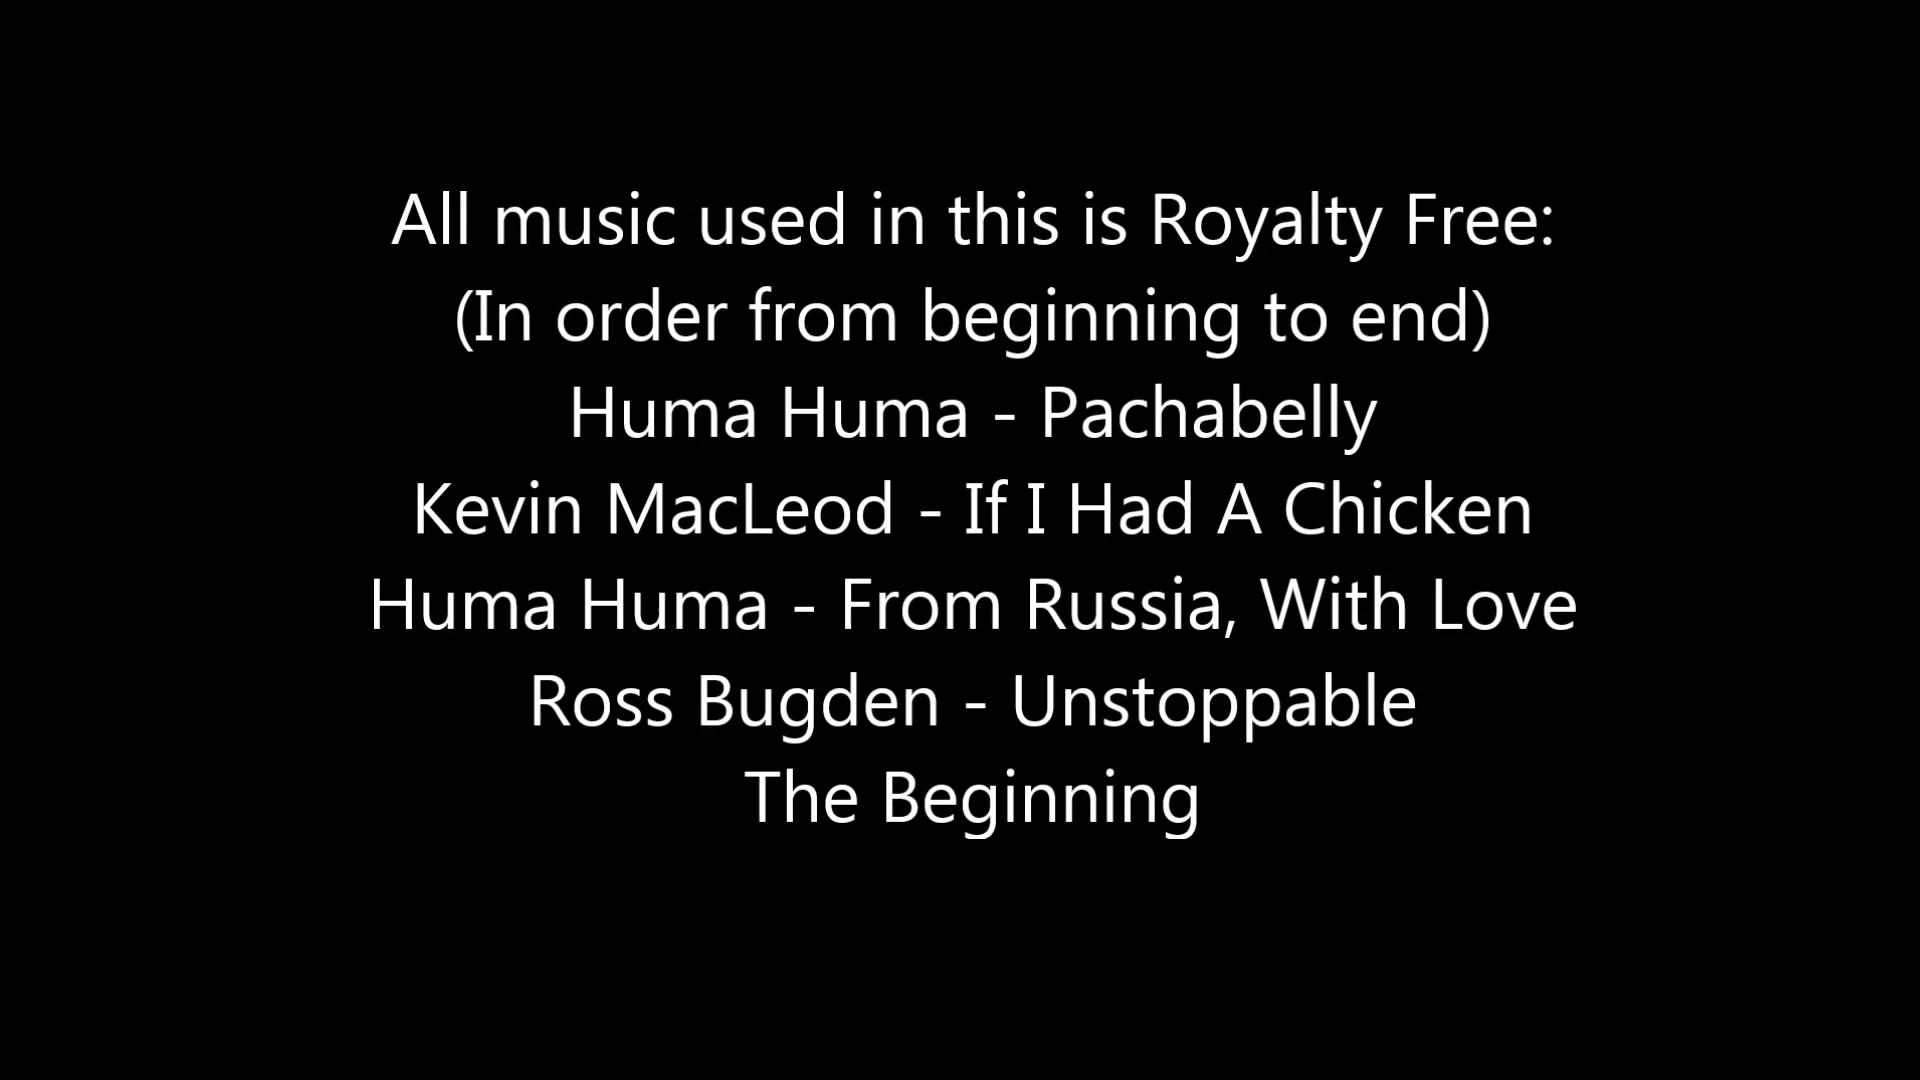 All music used in this is Royalty Free:
(In order from beginning to end)
Huma Huma - Pachabelly
Kevin MacLeod - If I Had A Chicken
Huma Huma - From Russia, With Love
Ross Bugden - Unstoppable
The Beginning